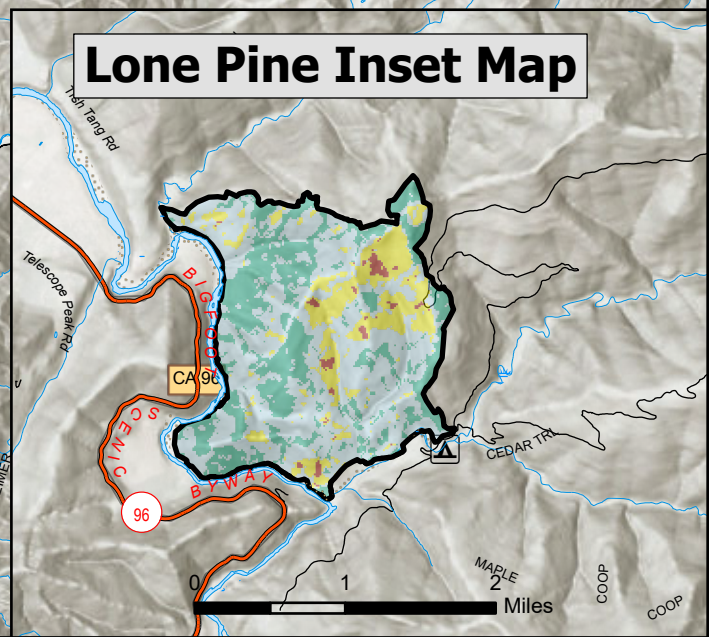 Lone Pine Inset Map
Tish Tang Rd
Telescope Peak Rd
BIGFOOT
CA 96
SCENIC
BYWAY
96
CEDAR TRL
MAPLE
COOP
COOP
0 1 2
Miles